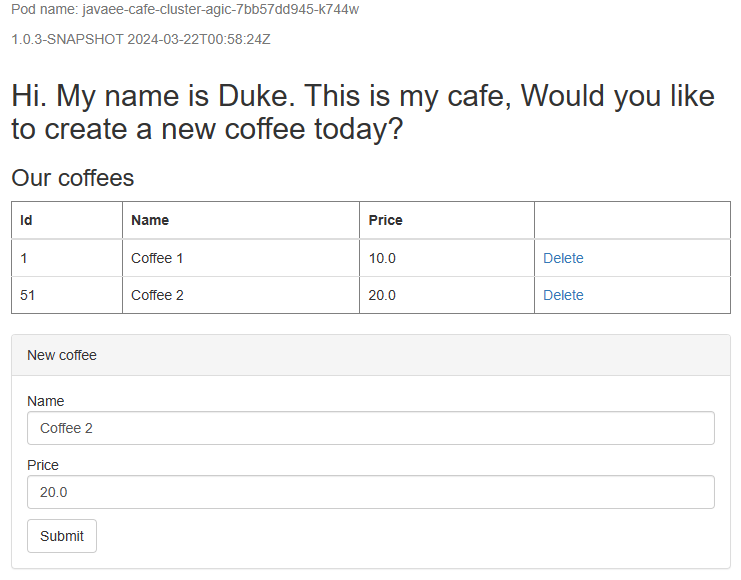 Pod name: javaee-cafe-cluster-agic-7bb57dd945-k744w
1.0.3-SNAPSHOT 2024-03-22T00:58:24Z
Hi. My name is Duke. This is my cafe, Would you like
to create a new coffee today?
Our coffees
Id Name Price
1 Coffee 1 10.0 Delete
51 Coffee 2 20.0 Delete
New coffee
Name
Coffee 2
Price
20.0
Submit